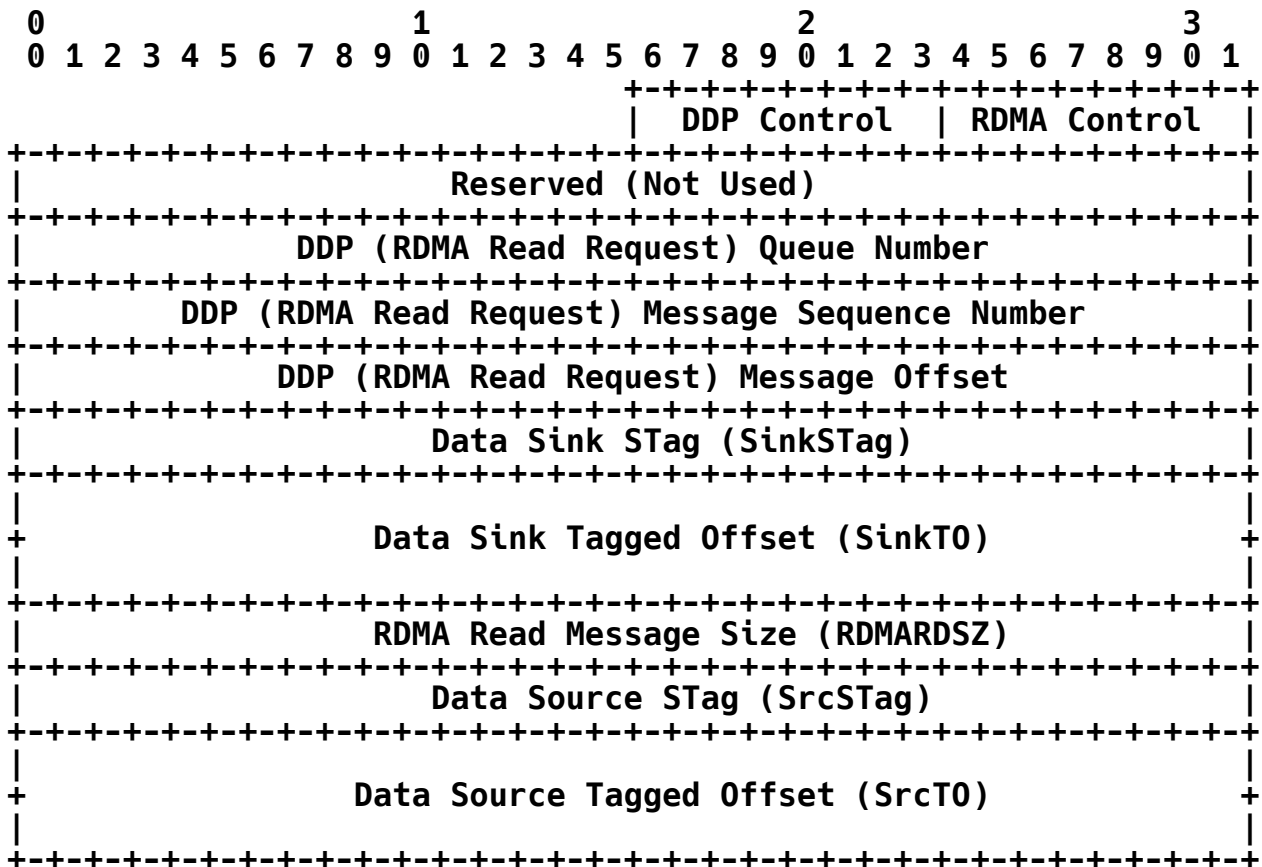 0                   1                   2                   3
 0 1 2 3 4 5 6 7 8 9 0 1 2 3 4 5 6 7 8 9 0 1 2 3 4 5 6 7 8 9 0 1
                                +-+-+-+-+-+-+-+-+-+-+-+-+-+-+-+-+
                                |  DDP Control  | RDMA Control  |
+-+-+-+-+-+-+-+-+-+-+-+-+-+-+-+-+-+-+-+-+-+-+-+-+-+-+-+-+-+-+-+-+
|                      Reserved (Not Used)                      |
+-+-+-+-+-+-+-+-+-+-+-+-+-+-+-+-+-+-+-+-+-+-+-+-+-+-+-+-+-+-+-+-+
|              DDP (RDMA Read Request) Queue Number             |
+-+-+-+-+-+-+-+-+-+-+-+-+-+-+-+-+-+-+-+-+-+-+-+-+-+-+-+-+-+-+-+-+
|        DDP (RDMA Read Request) Message Sequence Number        |
+-+-+-+-+-+-+-+-+-+-+-+-+-+-+-+-+-+-+-+-+-+-+-+-+-+-+-+-+-+-+-+-+
|             DDP (RDMA Read Request) Message Offset            |
+-+-+-+-+-+-+-+-+-+-+-+-+-+-+-+-+-+-+-+-+-+-+-+-+-+-+-+-+-+-+-+-+
|                     Data Sink STag (SinkSTag)                 |
+-+-+-+-+-+-+-+-+-+-+-+-+-+-+-+-+-+-+-+-+-+-+-+-+-+-+-+-+-+-+-+-+
|                                                               |
+                  Data Sink Tagged Offset (SinkTO)             +
|                                                               |
+-+-+-+-+-+-+-+-+-+-+-+-+-+-+-+-+-+-+-+-+-+-+-+-+-+-+-+-+-+-+-+-+
|                  RDMA Read Message Size (RDMARDSZ)            |
+-+-+-+-+-+-+-+-+-+-+-+-+-+-+-+-+-+-+-+-+-+-+-+-+-+-+-+-+-+-+-+-+
|                     Data Source STag (SrcSTag)                |
+-+-+-+-+-+-+-+-+-+-+-+-+-+-+-+-+-+-+-+-+-+-+-+-+-+-+-+-+-+-+-+-+
|                                                               |
+                 Data Source Tagged Offset (SrcTO)             +
|                                                               |
+-+-+-+-+-+-+-+-+-+-+-+-+-+-+-+-+-+-+-+-+-+-+-+-+-+-+-+-+-+-+-+-+